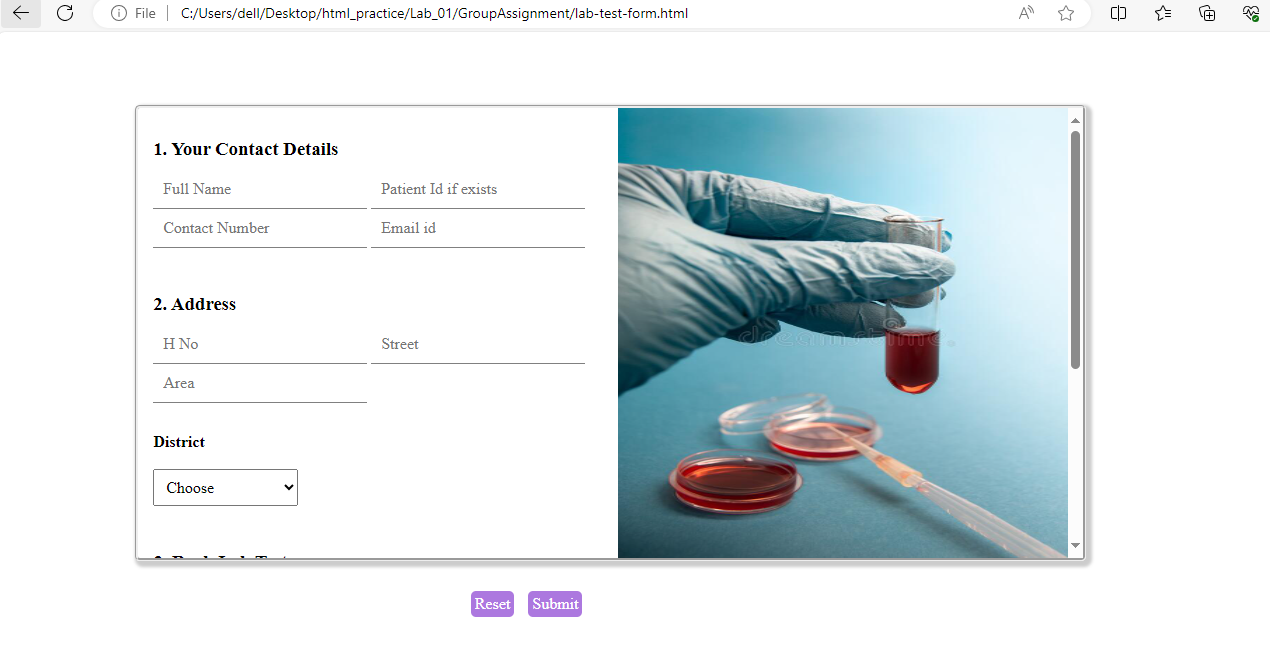 File C:/Users/dell/Desktop/html_practice/Lab_01/GroupAssignment/lab-test-form.html
1. Your Contact Details
Full Name Patient Id if exists
Contact Number Email id
2. Address
H No Street
Area
District
Choose
dreamstime.
Reset Submit